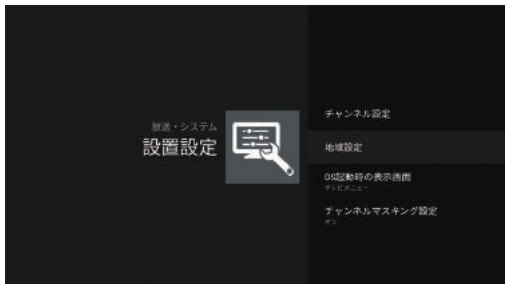 放送・システム
設置設定
チャンネル設定
地域設定
OS起動時の表示画面
テレビメニュー
チャンネルマスキング設定
オン